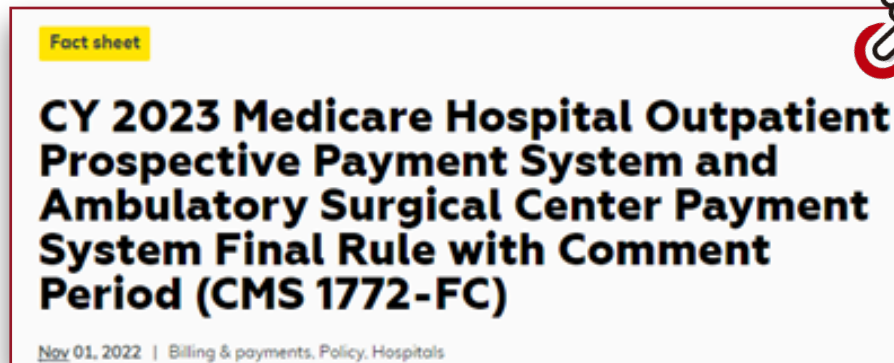 Fact sheet
CY 2023 Medicare Hospital Outpatient
Prospective Payment System and
Ambulatory Surgical Center Payment
System Final Rule with Comment
Period (CMS 1772-FC)
Nov 01, 2022 | Billing & payments, Policy, Hospitals